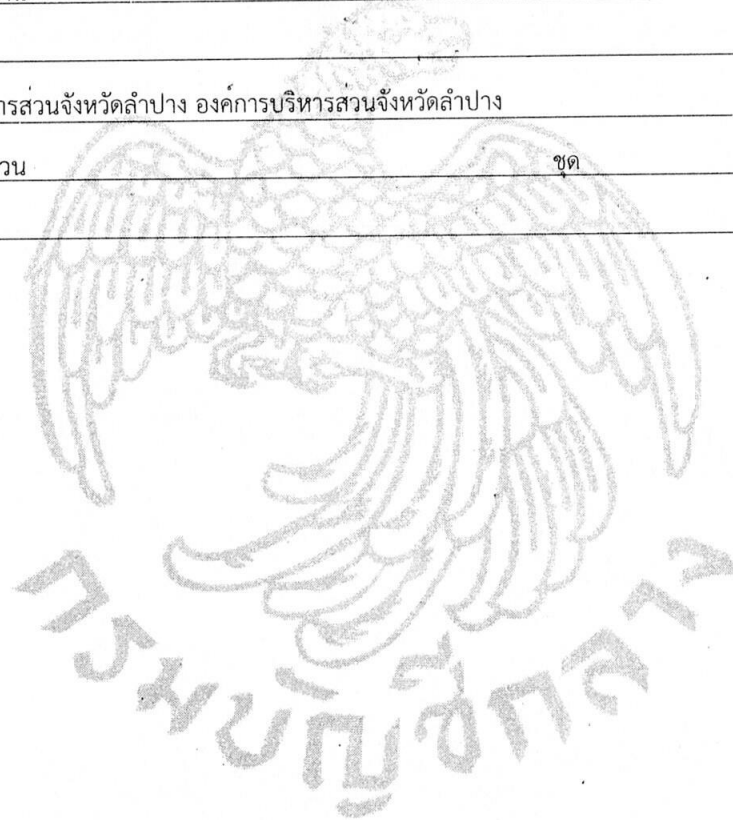 ารส่วนจังหวัดลำปาง องค์การบริหารส่วนจังหวัดลำปาง
วน ชุด
กรมบัญชีกลาง